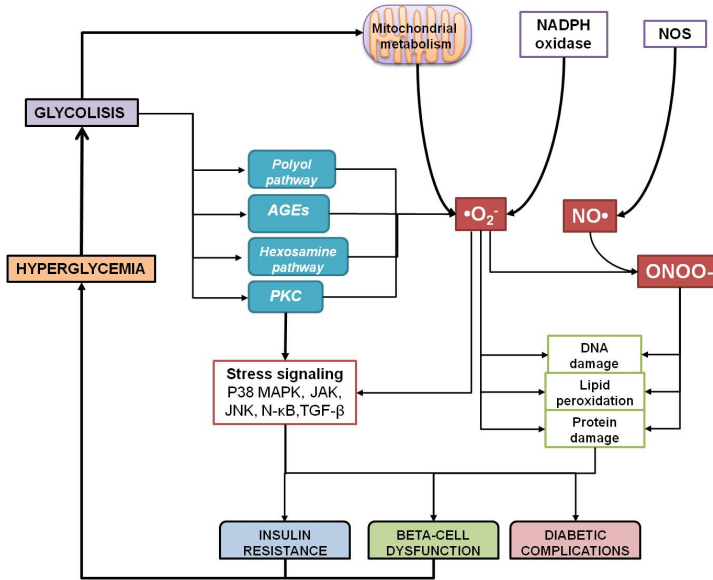 Mitochondrial
metabolism
NADPH
oxidase
NOS
GLYCOLISIS
Polyol
pathway
AGEs
•O₂⁻
NO•
Hexosamine
pathway
HYPERGLYCEMIA
ONOO-
PKC
Stress signaling
P38 MAPK, JAK,
JNK, N-κB,TGF-β
DNA
damage
Lipid
peroxidation
Protein
damage
INSULIN
RESISTANCE
BETA-CELL
DYSFUNCTION
DIABETIC
COMPLICATIONS